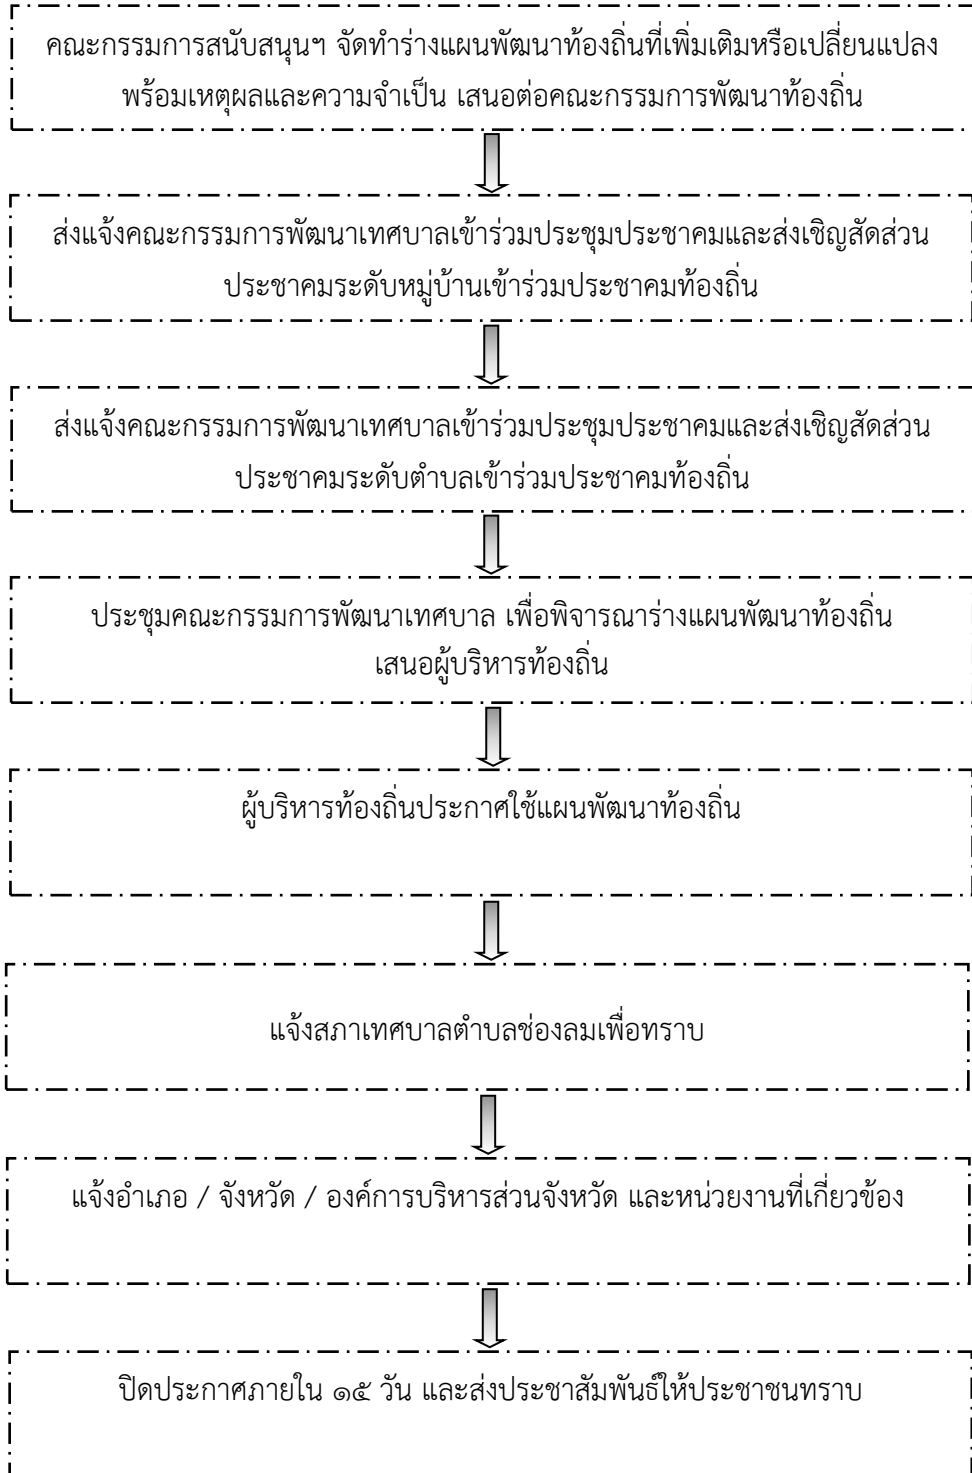 คณะกรรมการสนับสนุนฯ จัดทำร่างแผนพัฒนาท้องถิ่นที่เพิ่มเติมหรือเปลี่ยนแปลง
พร้อมเหตุผลและความจำเป็น เสนอต่อคณะกรรมการพัฒนาท้องถิ่น
ส่งแจ้งคณะกรรมการพัฒนาเทศบาลเข้าร่วมประชุมประชาคมและส่งเชิญสัดส่วน
ประชาคมระดับหมู่บ้านเข้าร่วมประชาคมท้องถิ่น
ส่งแจ้งคณะกรรมการพัฒนาเทศบาลเข้าร่วมประชุมประชาคมและส่งเชิญสัดส่วน
ประชาคมระดับตำบลเข้าร่วมประชาคมท้องถิ่น
ประชุมคณะกรรมการพัฒนาเทศบาล เพื่อพิจารณาร่างแผนพัฒนาท้องถิ่น
เสนอผู้บริหารท้องถิ่น
ผู้บริหารท้องถิ่นประกาศใช้แผนพัฒนาท้องถิ่น
แจ้งสภาเทศบาลตำบลช่องลมเพื่อทราบ
แจ้งอำเภอ / จังหวัด / องค์การบริหารส่วนจังหวัด และหน่วยงานที่เกี่ยวข้อง
ปิดประกาศภายใน ๑๕ วัน และส่งประชาสัมพันธ์ให้ประชาชนทราบ